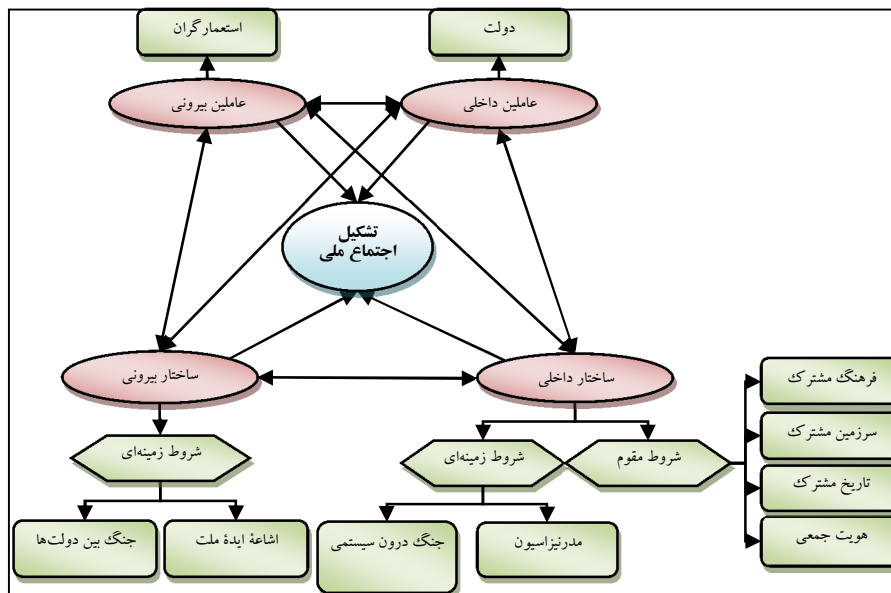 دولت
استعمارگران
عاملین داخلی
عاملین بیرونی
تشکیل
اجتماع ملی
ساختار داخلی
ساختار بیرونی
فرهنگ مشترک
سرزمین مشترک
تاریخ مشترک
هویت جمعی
شروط مقوم
شروط زمینه‌ای
شروط زمینه‌ای
مدرنیزاسیون
جنگ درون سیستمی
اشاعۀ ایدۀ ملت
جنگ بین دولت‌ها